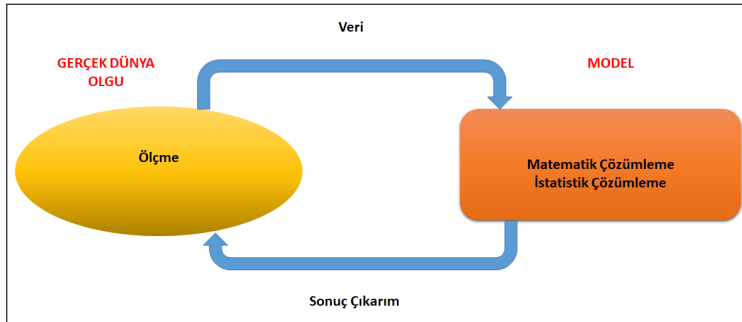 Veri
GERÇEK DÜNYA
OLGU
MODEL
Ölçme
Matematik Çözümleme
İstatistik Çözümleme
Sonuç Çıkarım